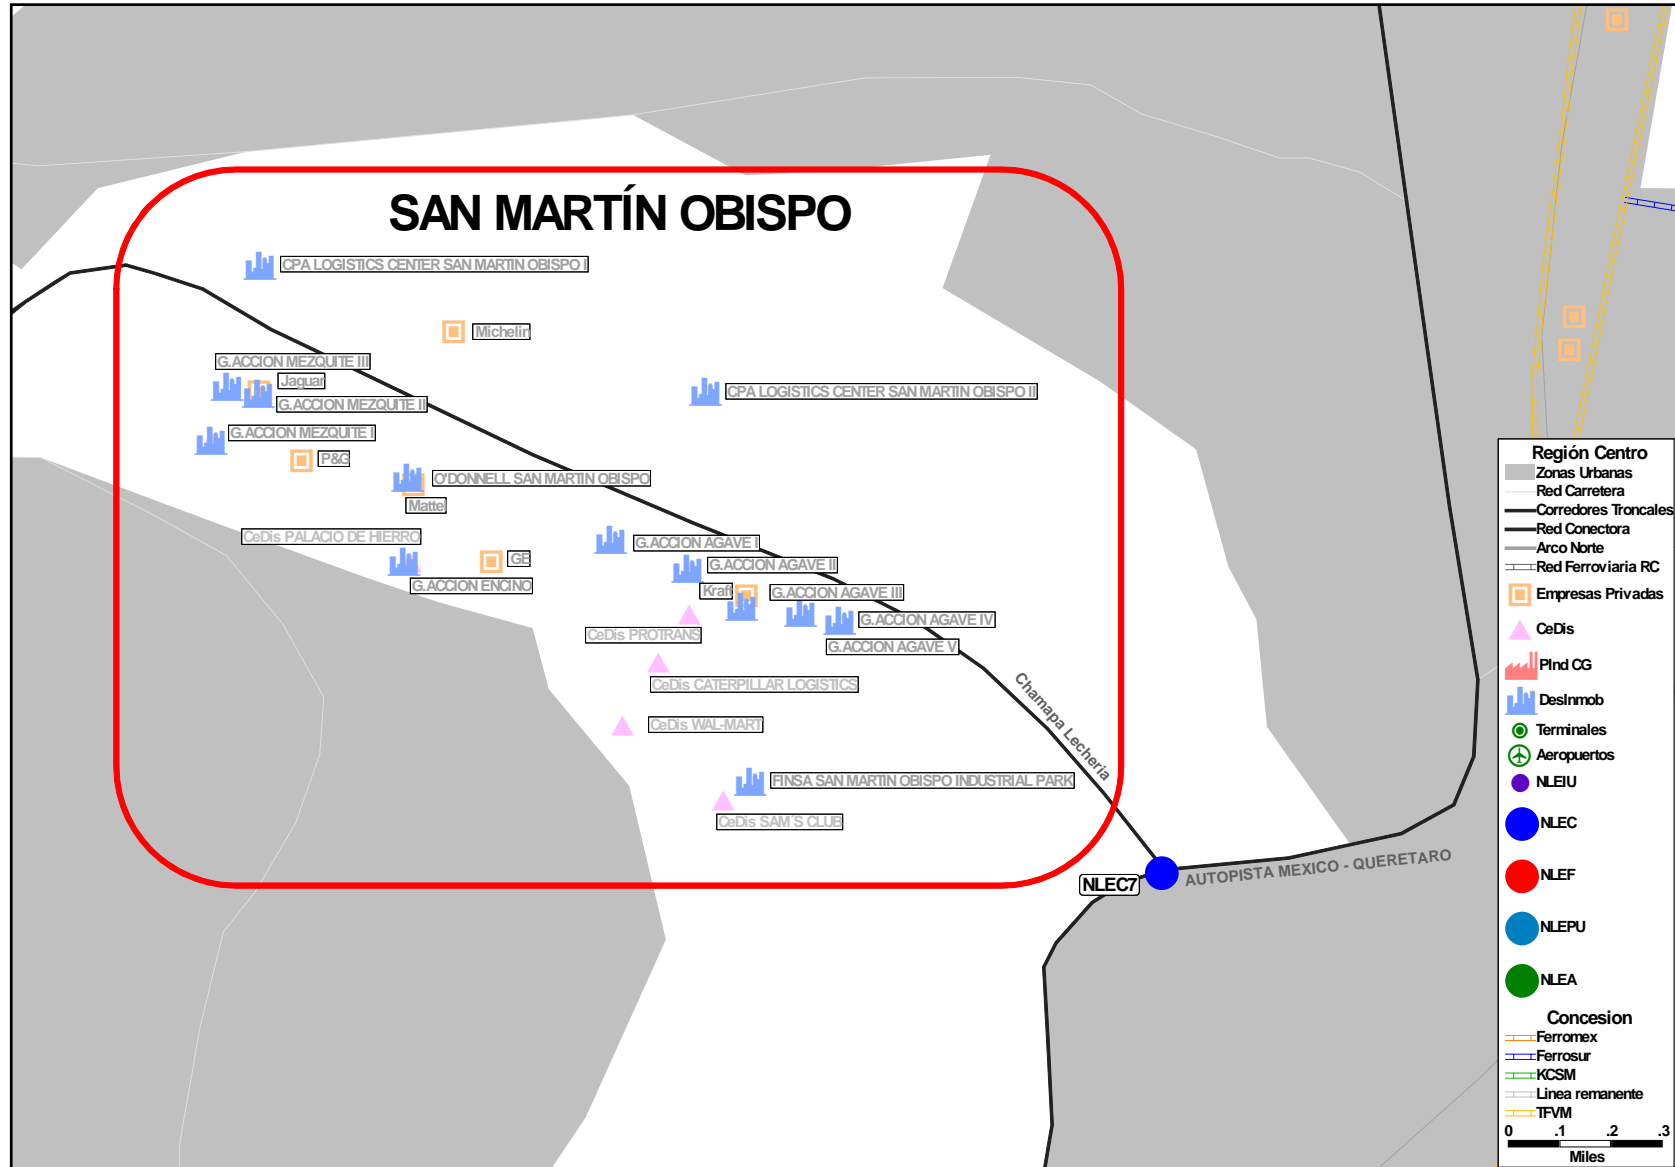 SAN MARTÍN OBISPO
CPA LOGISTICS CENTER SAN MARTIN OBISPO I
Michelin
G.ACCION MEZQUITE III
Jaguar
G.ACCION MEZQUITE II
CPA LOGISTICS CENTER SAN MARTIN OBISPO II
G.ACCION MEZQUITE I
P&G
O'DONNELL SAN MARTIN OBISPO
Mattel
CeDis PALACIO DE HIERRO
GE
G.ACCION ENCINO
G.ACCION AGAVE I
G.ACCION AGAVE II
Kraft
G.ACCION AGAVE III
G.ACCION AGAVE IV
G.ACCION AGAVE V
CeDis PROTRANS
CeDis CATERPILLAR LOGISTICS
CeDis WAL-MART
FINSA SAN MARTIN OBISPO INDUSTRIAL PARK
CeDis SAM´S CLUB
Chamapa Lecheria
NLEC7
AUTOPISTA MEXICO - QUERETARO
Región Centro
Zonas Urbanas
Red Carretera
Corredores Troncales
Red Conectora
Arco Norte
Red Ferroviaria RC
Empresas Privadas
CeDis
PInd CG
DesInmob
Terminales
Aeropuertos
NLEIU
NLEC
NLEF
NLEPU
NLEA
Concesion
Ferromex
Ferrosur
KCSM
Linea remanente
TFVM
0 .1 .2 .3
Miles